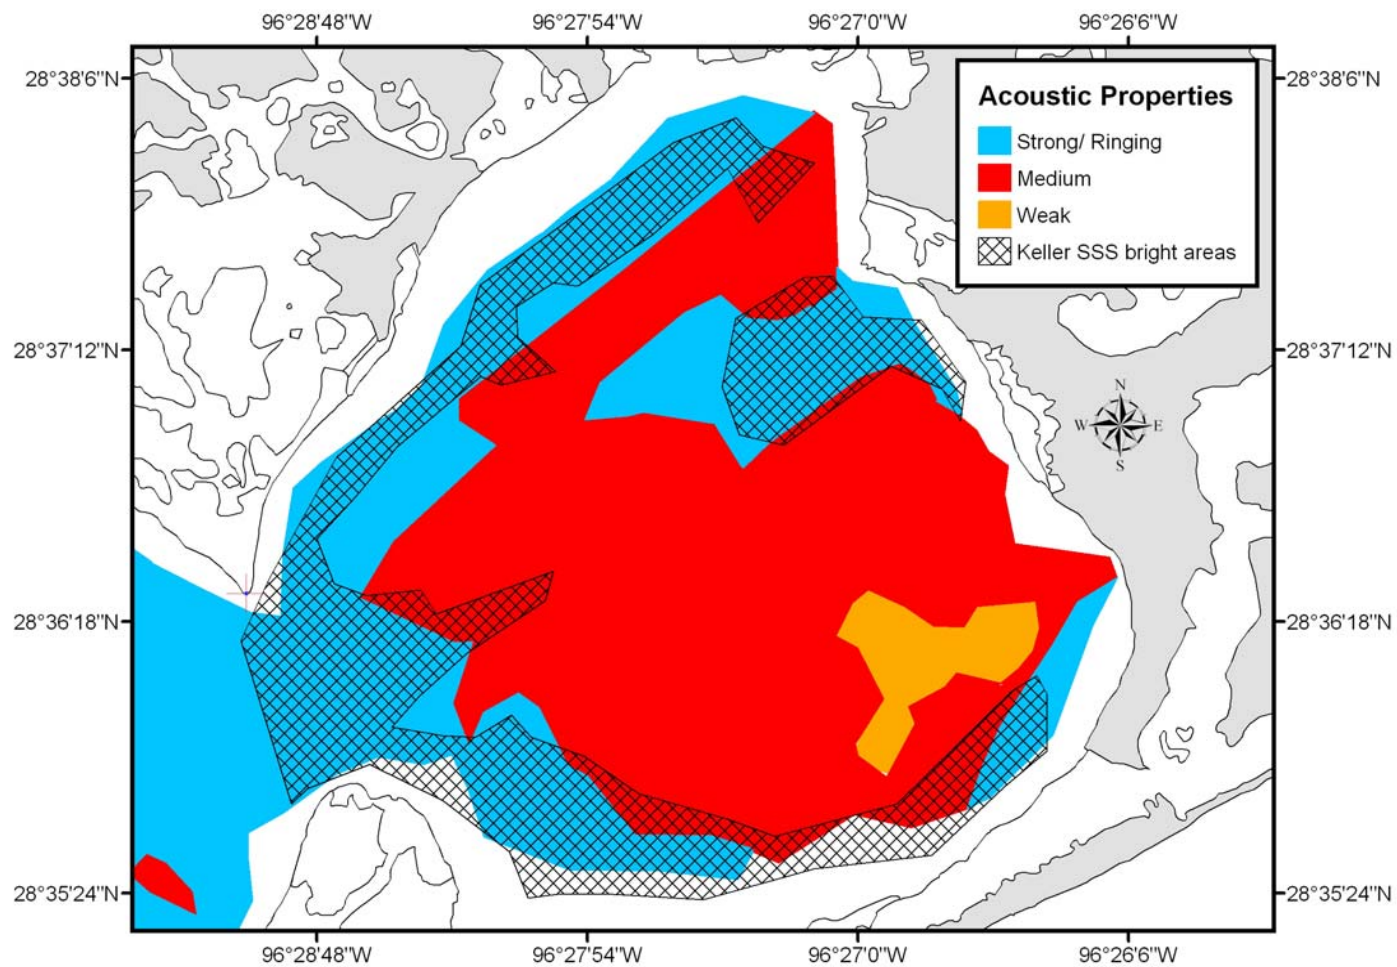 96°28'48"W 96°27'54"W 96°27'0"W 96°26'6"W
28°38'6"N 28°38'6"N
Acoustic Properties
Strong/ Ringing
Medium
Weak
Keller SSS bright areas
28°37'12"N 28°37'12"N
N
W E
S
28°36'18"N 28°36'18"N
28°35'24"N 28°35'24"N
96°28'48"W 96°27'54"W 96°27'0"W 96°26'6"W